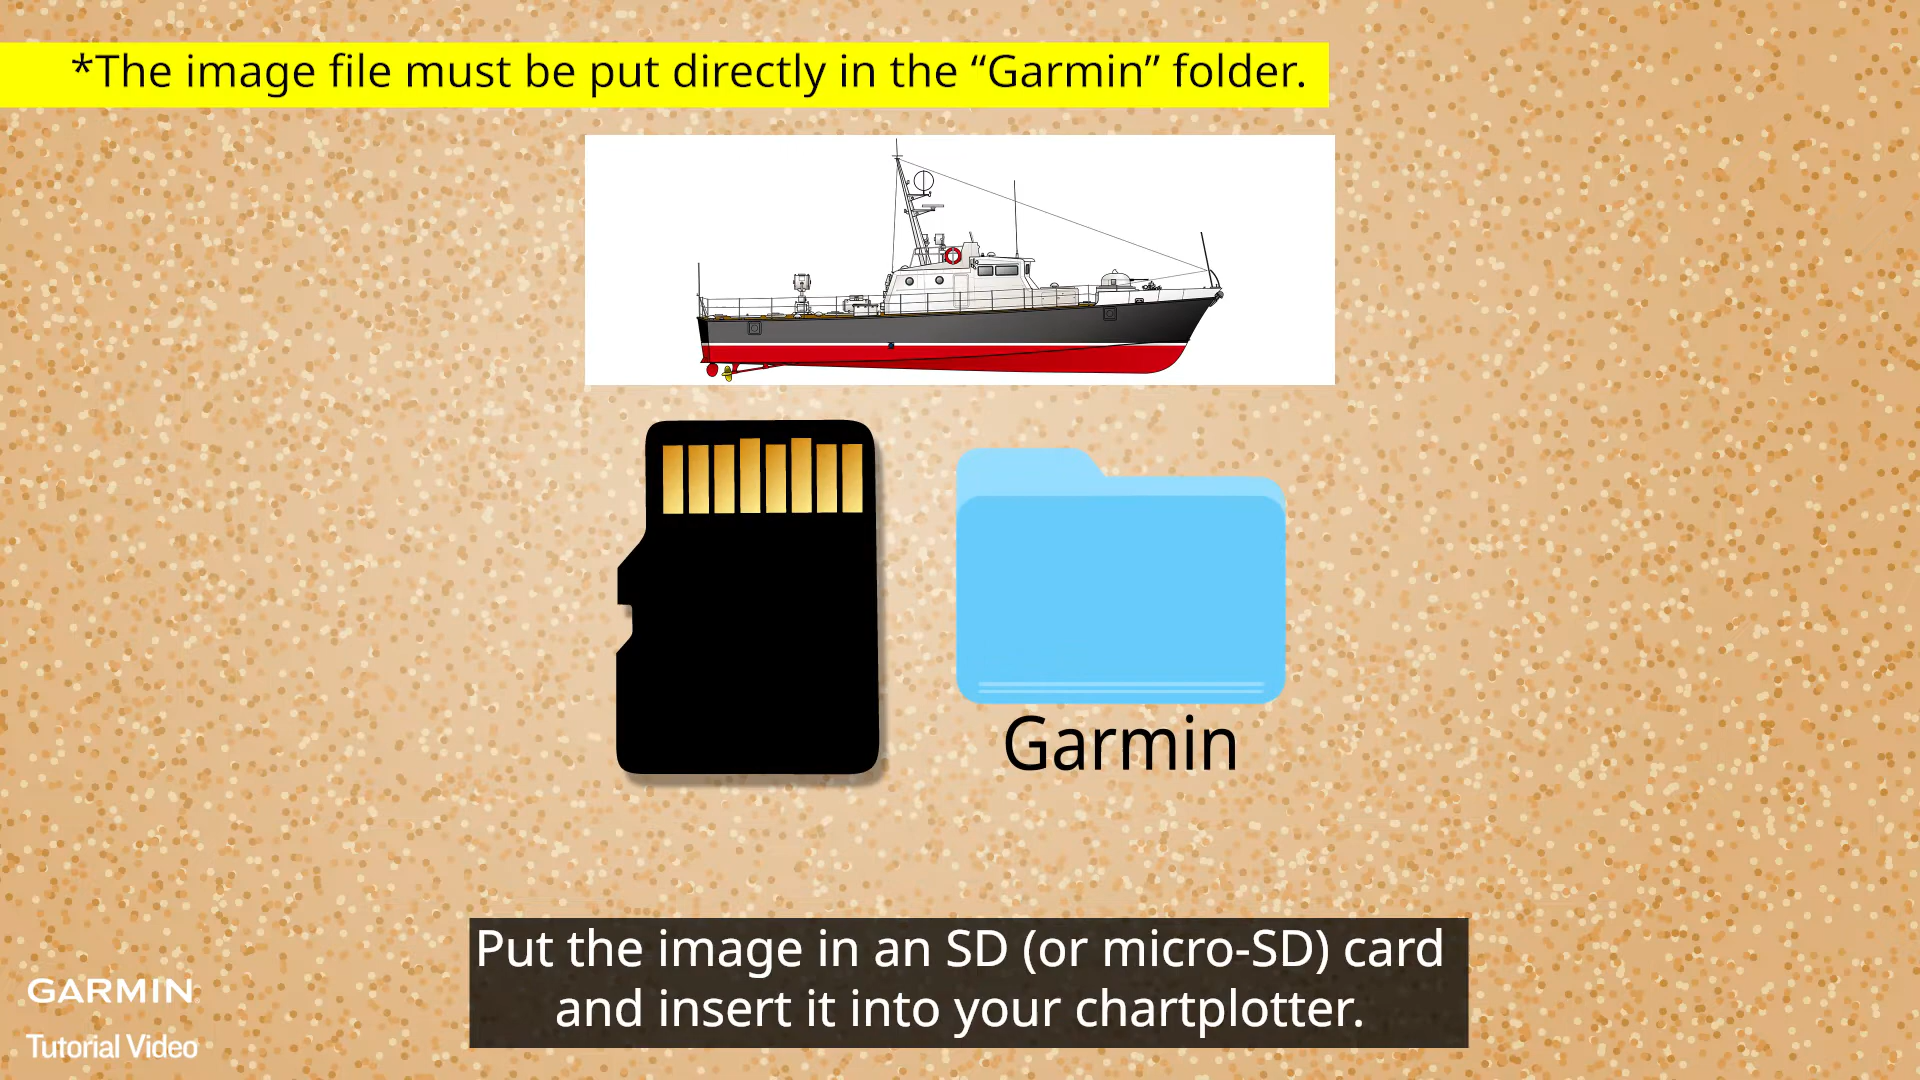 *The image file must be put directly in the “Garmin” folder.
Garmin
Put the image in an SD (or micro-SD) card
and insert it into your chartplotter.
GARMIN
Tutorial Video